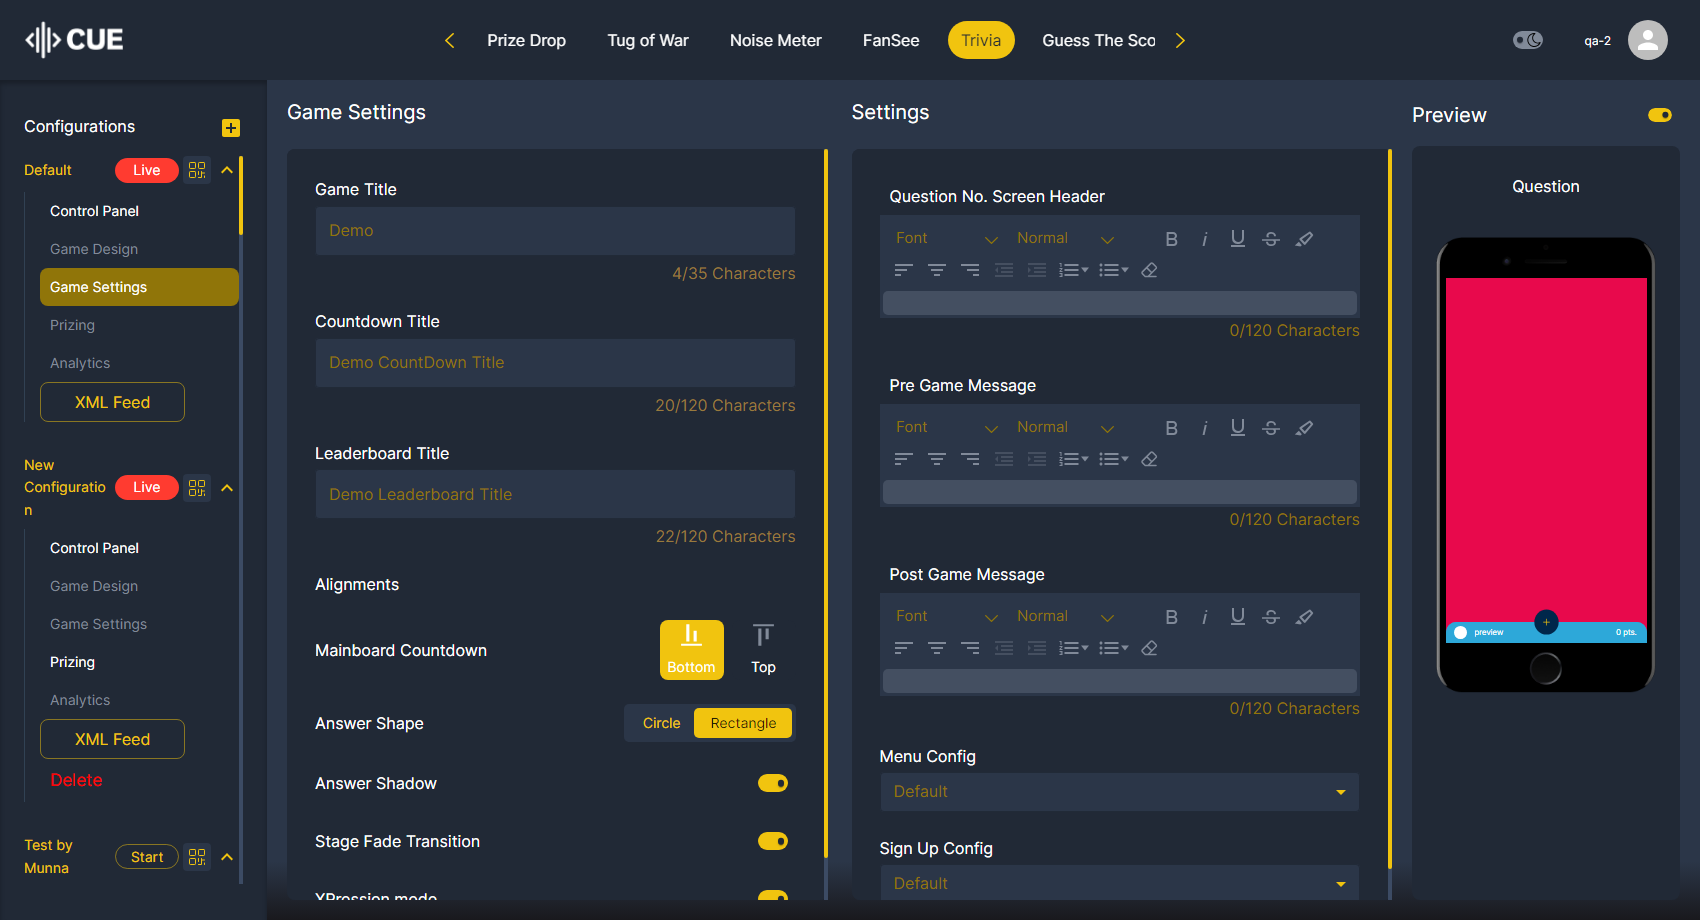 CUE
Prize Drop
Tug of War
Noise Meter
FanSee
Trivia
Guess The Sco
qa-2
Configurations
Default
Live
Control Panel
Game Design
Game Settings
Prizing
Analytics
XML Feed
New
Configuratio
n
Live
Control Panel
Game Design
Game Settings
Prizing
Analytics
XML Feed
Delete
Test by
Munna
Start
Game Settings
Game Title
Demo
4/35 Characters
Countdown Title
Demo CountDown Title
20/120 Characters
Leaderboard Title
Demo Leaderboard Title
22/120 Characters
Alignments
Mainboard Countdown
Bottom
Top
Answer Shape
Circle
Rectangle
Answer Shadow
Stage Fade Transition
XPression mode
Settings
Question No. Screen Header
Font
Normal
0/120 Characters
Pre Game Message
Font
Normal
0/120 Characters
Post Game Message
Font
Normal
0/120 Characters
Menu Config
Default
Sign Up Config
Default
Preview
Question
preview
0 pts.